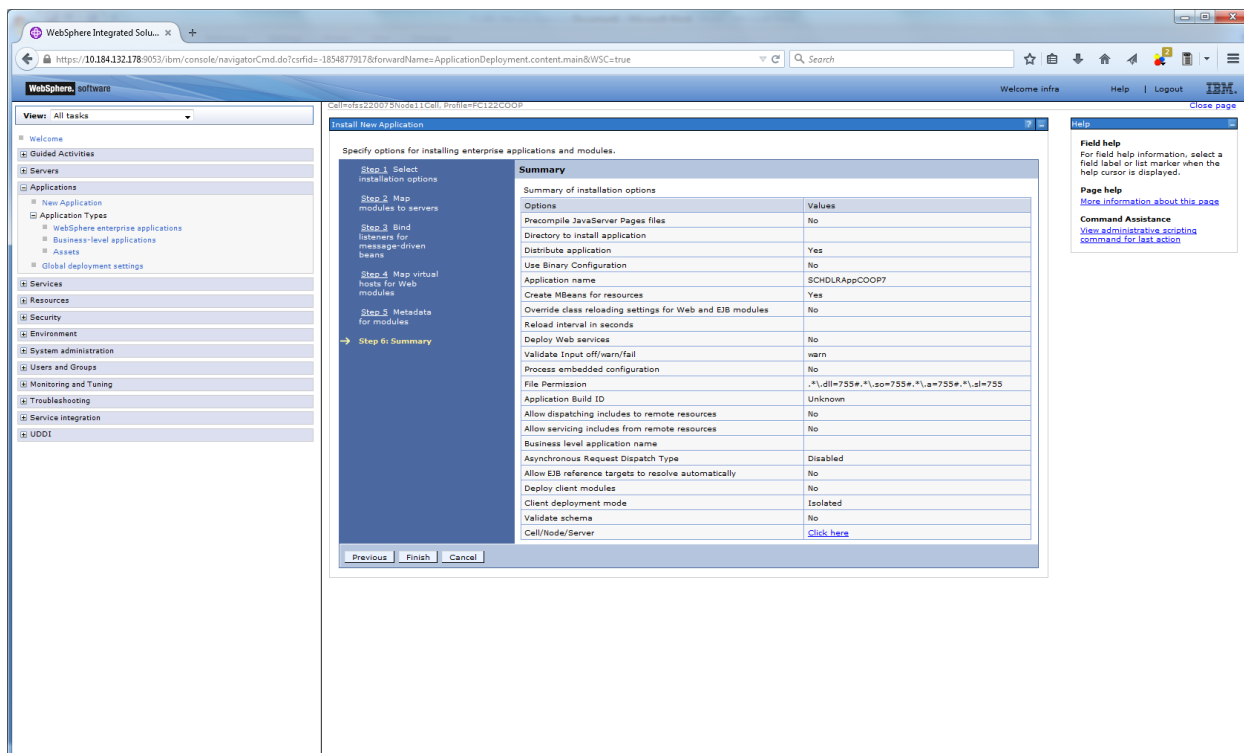 WebSphere Integrated Solu... ×
https://10.184.132.178:9053/ibm/console/navigatorCmd.do?csrfid=-1854877917&forwardName=ApplicationDeployment.content.main&WSC=true
Search
2
WebSphere. software
Welcome infra
Help | Logout
IBM.
View: All tasks
Welcome
Guided Activities
Servers
Applications
New Application
Application Types
WebSphere enterprise applications
Business-level applications
Assets
Global deployment settings
Services
Resources
Security
Environment
System administration
Users and Groups
Monitoring and Tuning
Troubleshooting
Service integration
UDDI
Cell=ofss220075Node11Cell, Profile=FC122COOP
Close page
Install New Application
Specify options for installing enterprise applications and modules.
Step 1 Select
installation options
Step 2 Map
modules to servers
Step 3 Bind
listeners for
message-driven
beans
Step 4 Map virtual
hosts for Web
modules
Step 5 Metadata
for modules
Step 6: Summary
Summary
Summary of installation options
Options Values
Precompile JavaServer Pages files No
Directory to install application
Distribute application Yes
Use Binary Configuration No
Application name SCHDLRAppCOOP7
Create MBeans for resources Yes
Override class reloading settings for Web and EJB modules No
Reload interval in seconds
Deploy Web services No
Validate Input off/warn/fail warn
Process embedded configuration No
File Permission .*\.dll=755#.*\.so=755#.*\.a=755#.*\.sl=755
Application Build ID Unknown
Allow dispatching includes to remote resources No
Allow servicing includes from remote resources No
Business level application name
Asynchronous Request Dispatch Type Disabled
Allow EJB reference targets to resolve automatically No
Deploy client modules No
Client deployment mode Isolated
Validate schema No
Cell/Node/Server Click here
Previous Finish Cancel
Help
Field help
For field help information, select a
field label or list marker when the
help cursor is displayed.
Page help
More information about this page
Command Assistance
View administrative scripting
command for last action